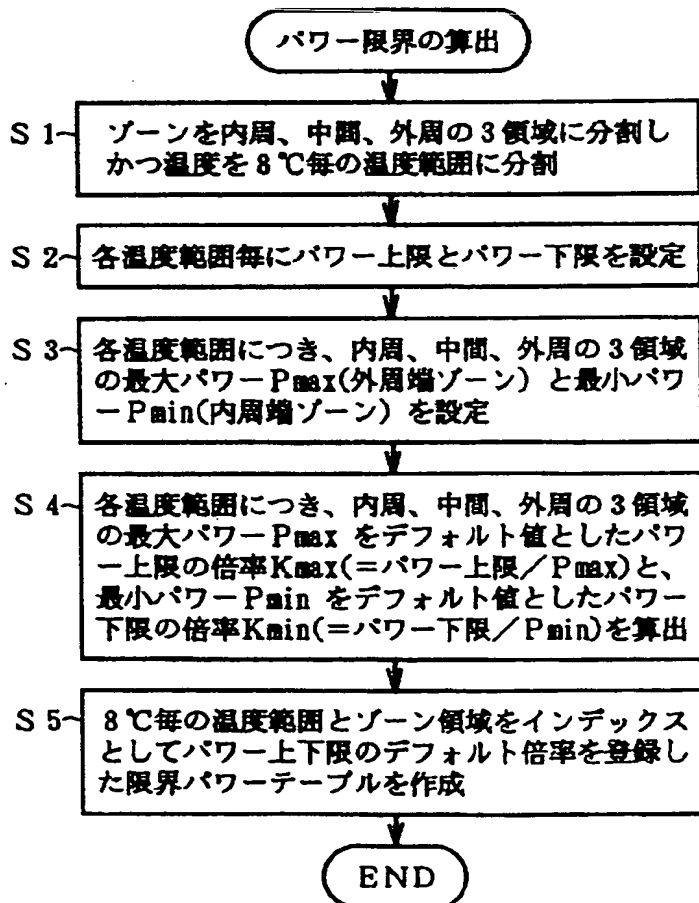 パワー限界の算出
S1~ ゾーンを内周、中間、外周の3領域に分割し
かつ温度を8℃毎の温度範囲に分割
S2~ 各温度範囲毎にパワー上限とパワー下限を設定
S3~ 各温度範囲につき、内周、中間、外周の3領域
の最大パワーPmax(外周端ゾーン)と最小パワ
ーPmin(内周端ゾーン)を設定
S4~ 各温度範囲につき、内周、中間、外周の3領域
の最大パワーPmaxをデフォルト値としたパワ
ー上限の倍率Kmax(=パワー上限/Pmax)と、
最小パワーPminをデフォルト値としたパワー
下限の倍率Kmin(=パワー下限/Pmin)を算出
S5~ 8℃毎の温度範囲とゾーン領域をインデックス
としてパワー上下限のデフォルト倍率を登録し
た限界パワーテーブルを作成
END